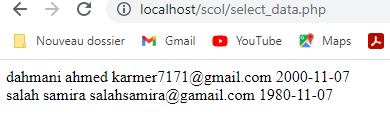 localhost/scol/select_data.php
Nouveau dossier Gmail YouTube Maps
dahmani ahmed karmer7171@gmail.com 2000-11-07
salah samira salahsamira@gamail.com 1980-11-07